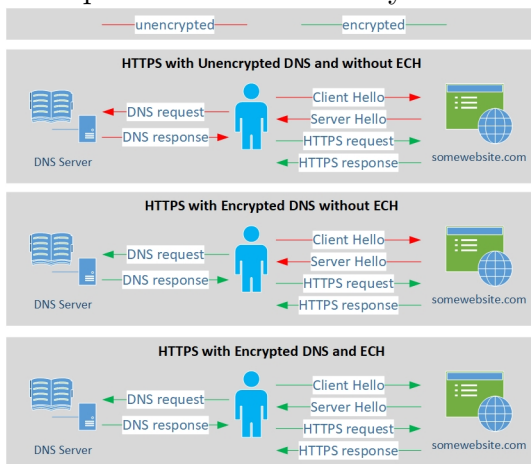 unencrypted encrypted
HTTPS with Unencrypted DNS and without ECH
DNS request
DNS response
DNS Server
Client Hello
Server Hello
HTTPS request
HTTPS response
somewebsite.com
HTTPS with Encrypted DNS without ECH
DNS request
DNS response
DNS Server
Client Hello
Server Hello
HTTPS request
HTTPS response
somewebsite.com
HTTPS with Encrypted DNS and ECH
DNS request
DNS response
DNS Server
Client Hello
Server Hello
HTTPS request
HTTPS response
somewebsite.com